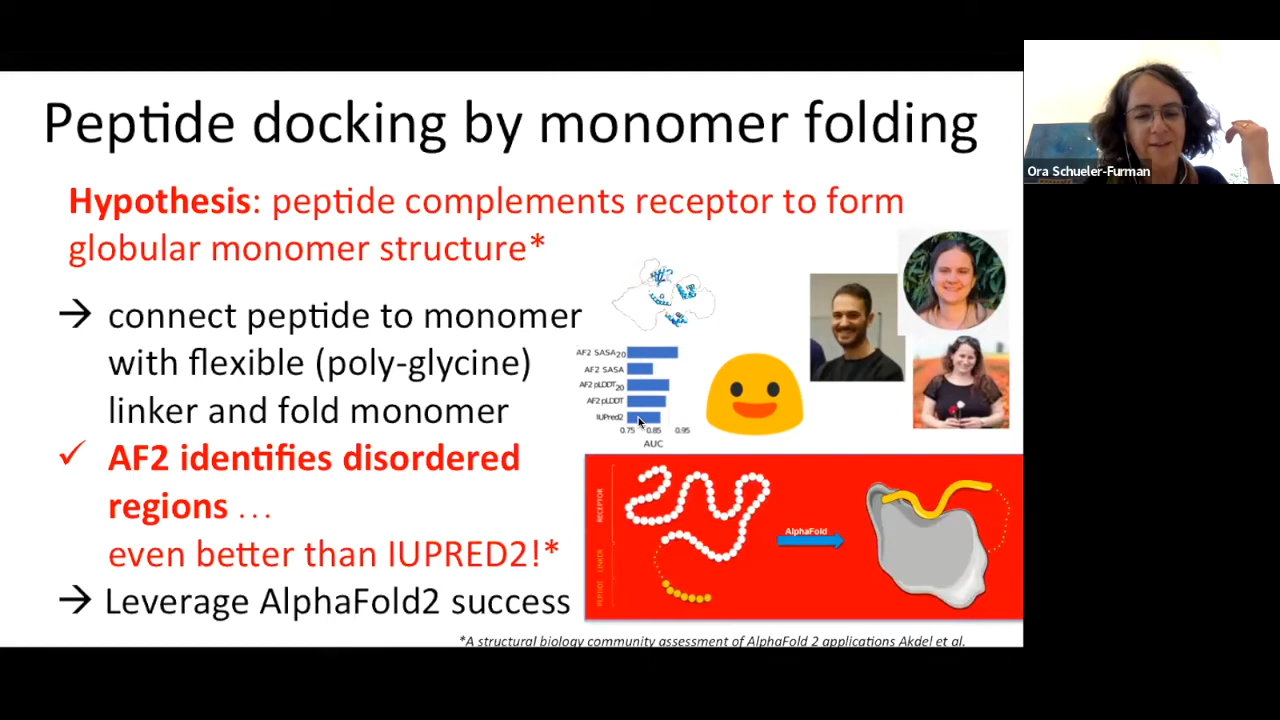 Peptide docking by monomer folding
Ora Schueler-Furman
Hypothesis: peptide complements receptor to form
globular monomer structure*
→ connect peptide to monomer
with flexible (poly-glycine)
linker and fold monomer
✓ AF2 identifies disordered
regions ...
even better than IUPRED2!*
→ Leverage AlphaFold2 success
AF2 SASA20
AF2 SASA
AF2 pLDDT20
AF2 pLDDT
IUPred2
0.75 0.85 0.95
AUC
RECEPTOR
LINKER
PEPTIDE
AlphaFold
*A structural biology community assessment of AlphaFold 2 applications Akdel et al.